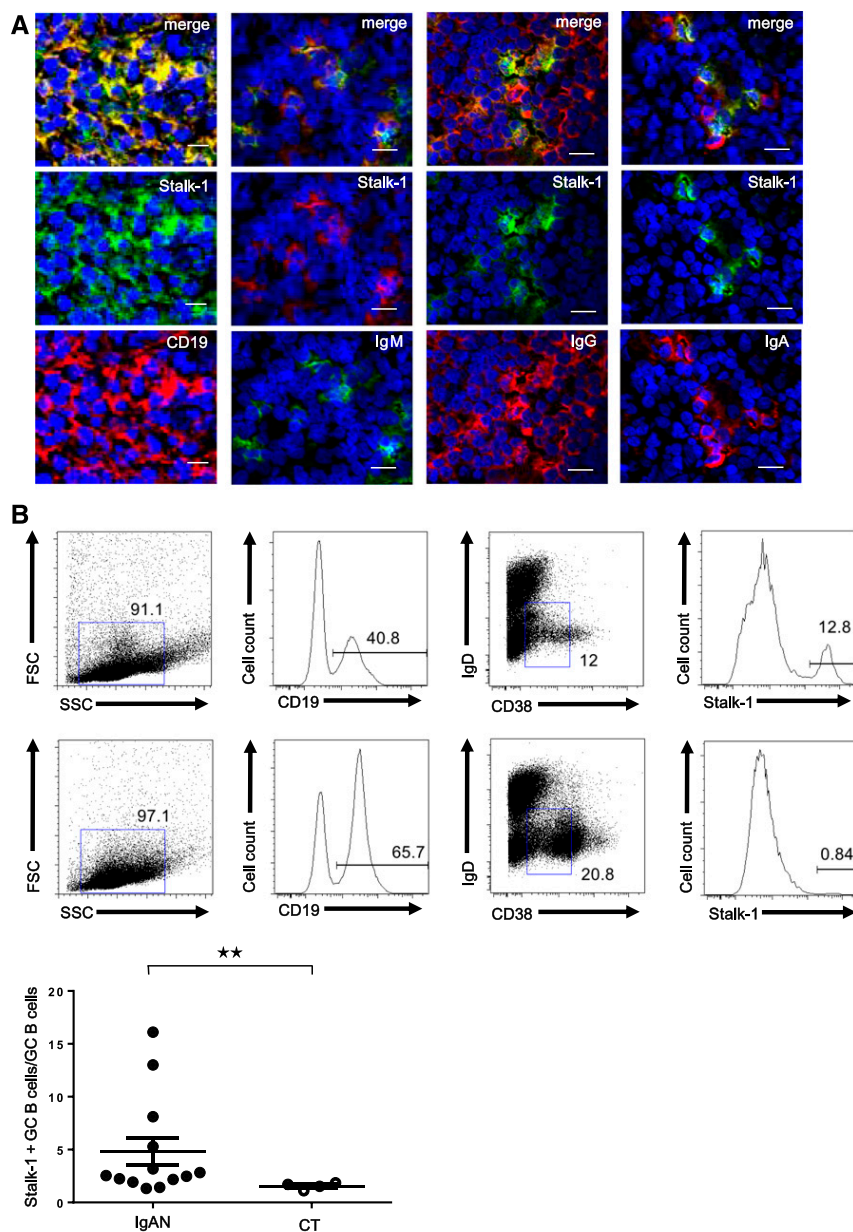 A
merge
merge
merge
merge
Stalk-1
Stalk-1
Stalk-1
Stalk-1
CD19
IgM
IgG
IgA
B
FSC
91.1
SSC
Cell count
40.8
CD19
IgD
12
CD38
Cell count
12.8
Stalk-1
FSC
97.1
SSC
Cell count
65.7
CD19
IgD
20.8
CD38
Cell count
0.84
Stalk-1
★★
Stalk-1 + GC B cells/GC B cells
20
15
10
5
0
IgAN
CT